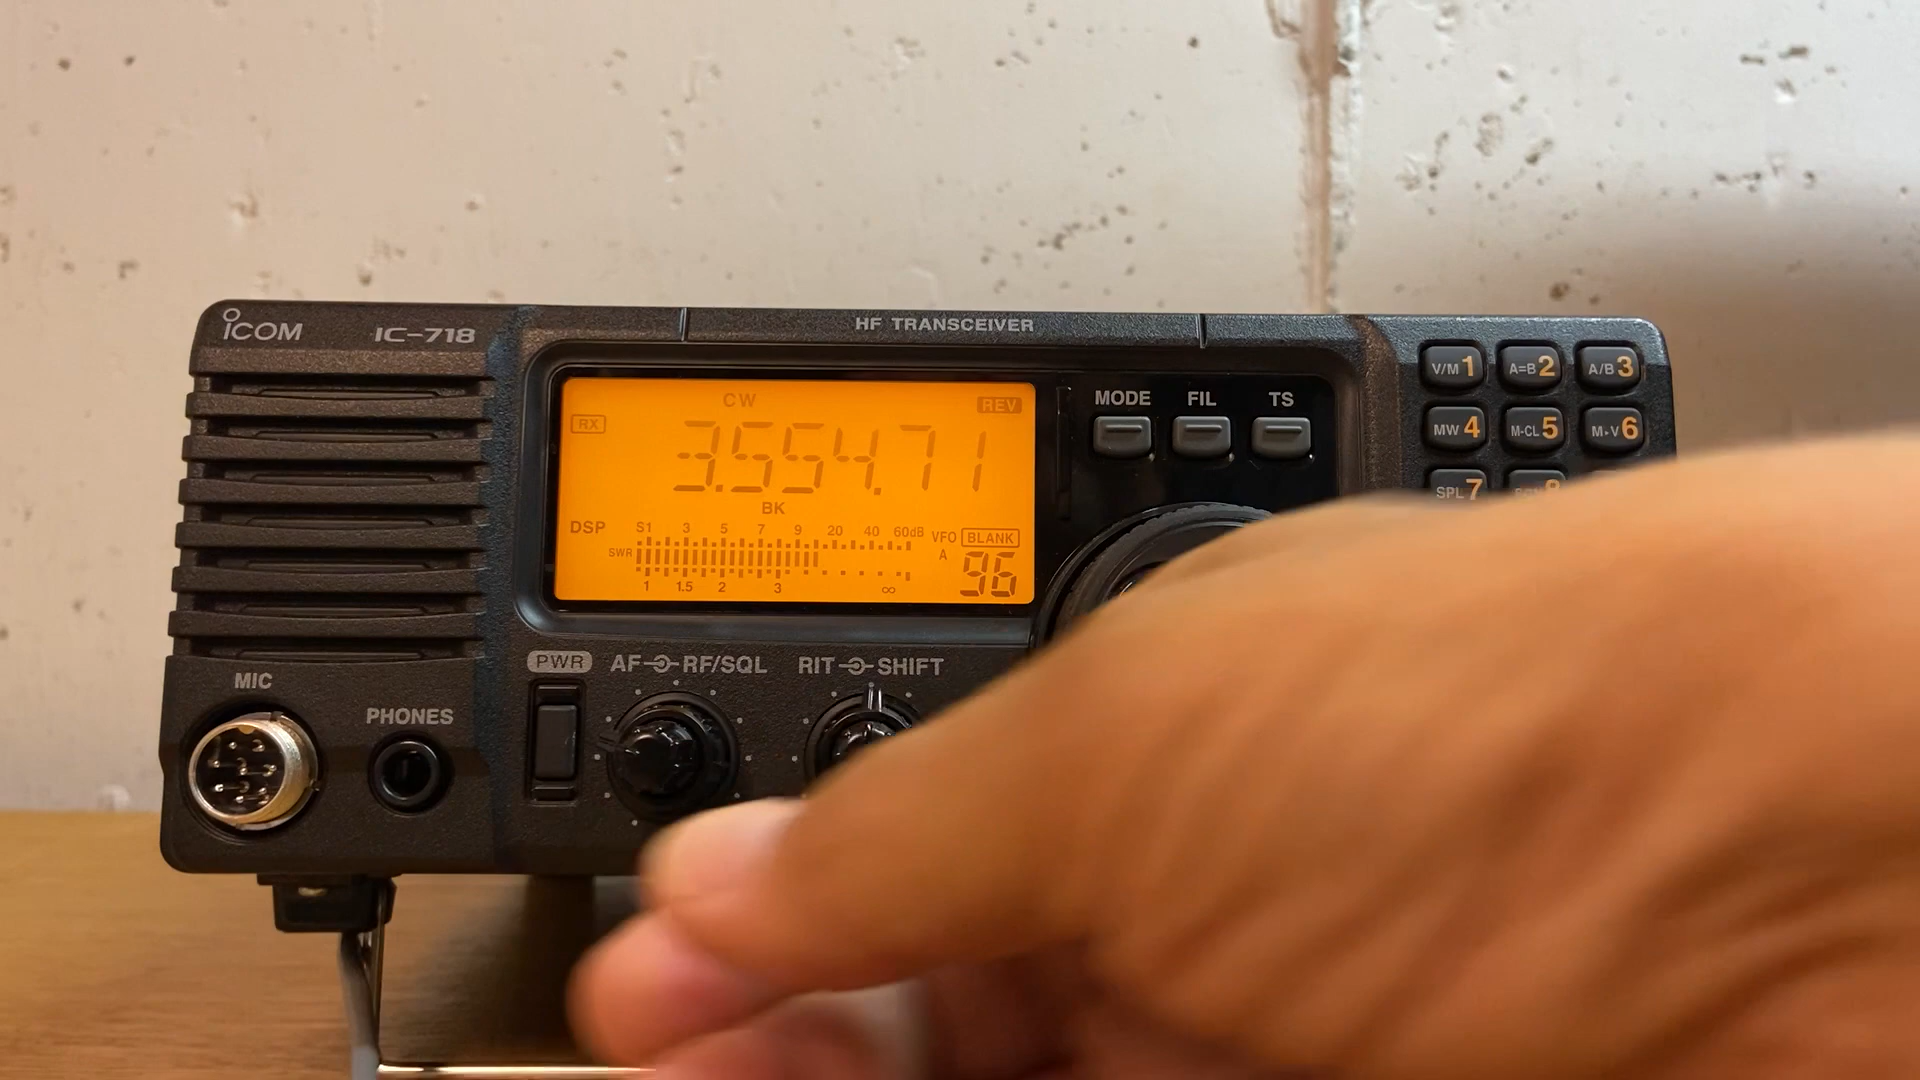 ICOM IC-718 HF TRANSCEIVER
CW REV
RX
3.554.71
BK
DSP S1 3 5 7 9 20 40 60dB VFO BLANK
SWR A 96
1 1.5 2 3 ∞
MODE FIL TS
V/M 1 A=B 2 A/B 3
MW 4 M-CL 5 M▸V 6
SPL 7
MIC
PHONES
PWR AF RF/SQL RIT SHIFT